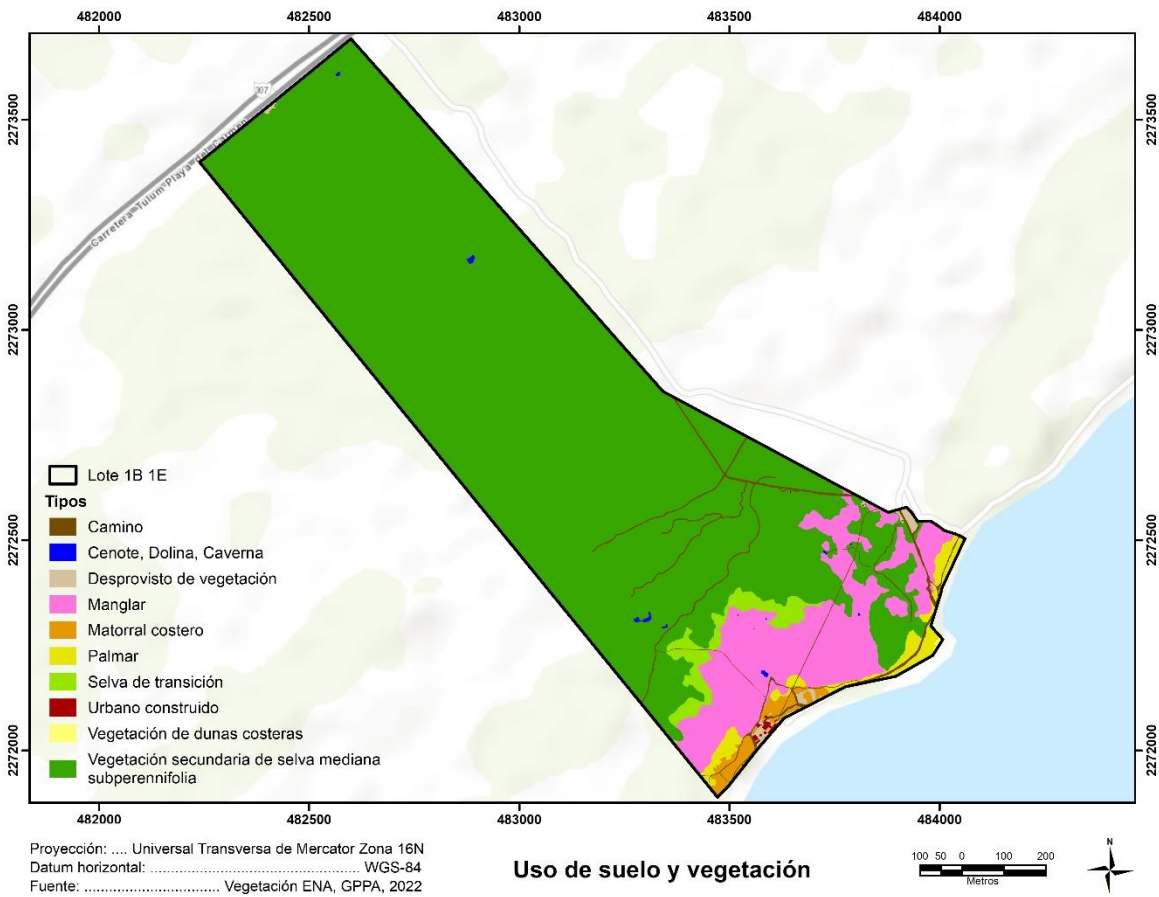 482000 482500 483000 483500 484000
307
Carretera Tulum Playa del Carmen
2273500 2273500
2273000 2273000
2272500 2272500
2272000 2272000
Lote 1B 1E
Tipos
Camino
Cenote, Dolina, Caverna
Desprovisto de vegetación
Manglar
Matorral costero
Palmar
Selva de transición
Urbano construido
Vegetación de dunas costeras
Vegetación secundaria de selva mediana
subperennifolia
482000 482500 483000 483500 484000
Proyección: .... Universal Transversa de Mercator Zona 16N
Datum horizontal: ........................................ WGS-84
Fuente: ................................ Vegetación ENA, GPPA, 2022
Uso de suelo y vegetación
100 50 0 100 200
Metros
N